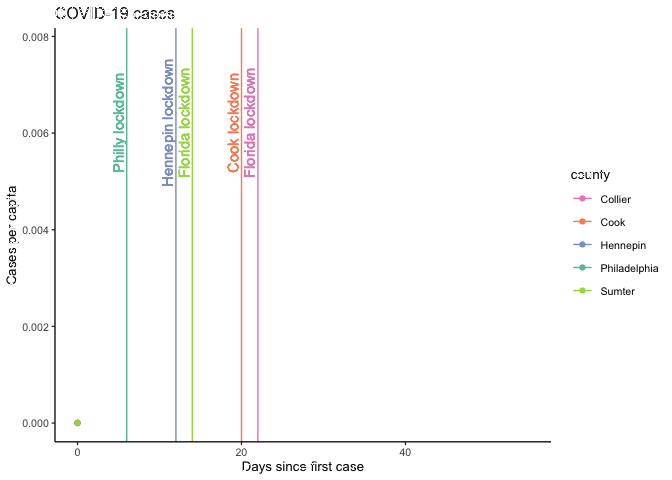 COVID-19 cases
0.008
0.006
0.004
0.002
0.000
Cases per capita
Philly lockdown
Hennepin lockdown
Florida lockdown
Cook lockdown
Florida lockdown
0
20
40
Days since first case
county
Collier
Cook
Hennepin
Philadelphia
Sumter